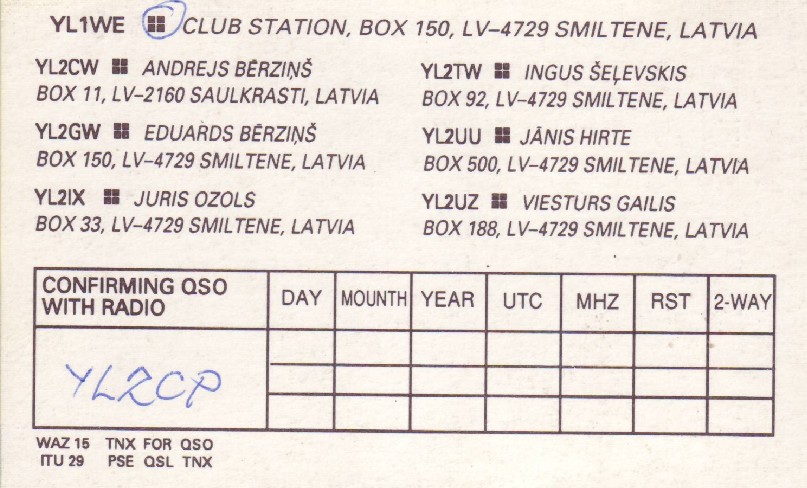 YL1WE CLUB STATION, BOX 150, LV-4729 SMILTENE, LATVIA
YL2CW ANDREJS BĒRZIŅŠ
BOX 11, LV-2160 SAULKRASTI, LATVIA
YL2GW EDUARDS BĒRZIŅŠ
BOX 150, LV-4729 SMILTENE, LATVIA
YL2IX JURIS OZOLS
BOX 33, LV-4729 SMILTENE, LATVIA
YL2TW INGUS ŠEĻEVSKIS
BOX 92, LV-4729 SMILTENE, LATVIA
YL2UU JĀNIS HIRTE
BOX 500, LV-4729 SMILTENE, LATVIA
YL2UZ VIESTURS GAILIS
BOX 188, LV-4729 SMILTENE, LATVIA
CONFIRMING QSO
WITH RADIO
DAY MOUNTH YEAR UTC MHZ RST 2-WAY
YL2CP
WAZ 15 TNX FOR QSO
ITU 29 PSE QSL TNX